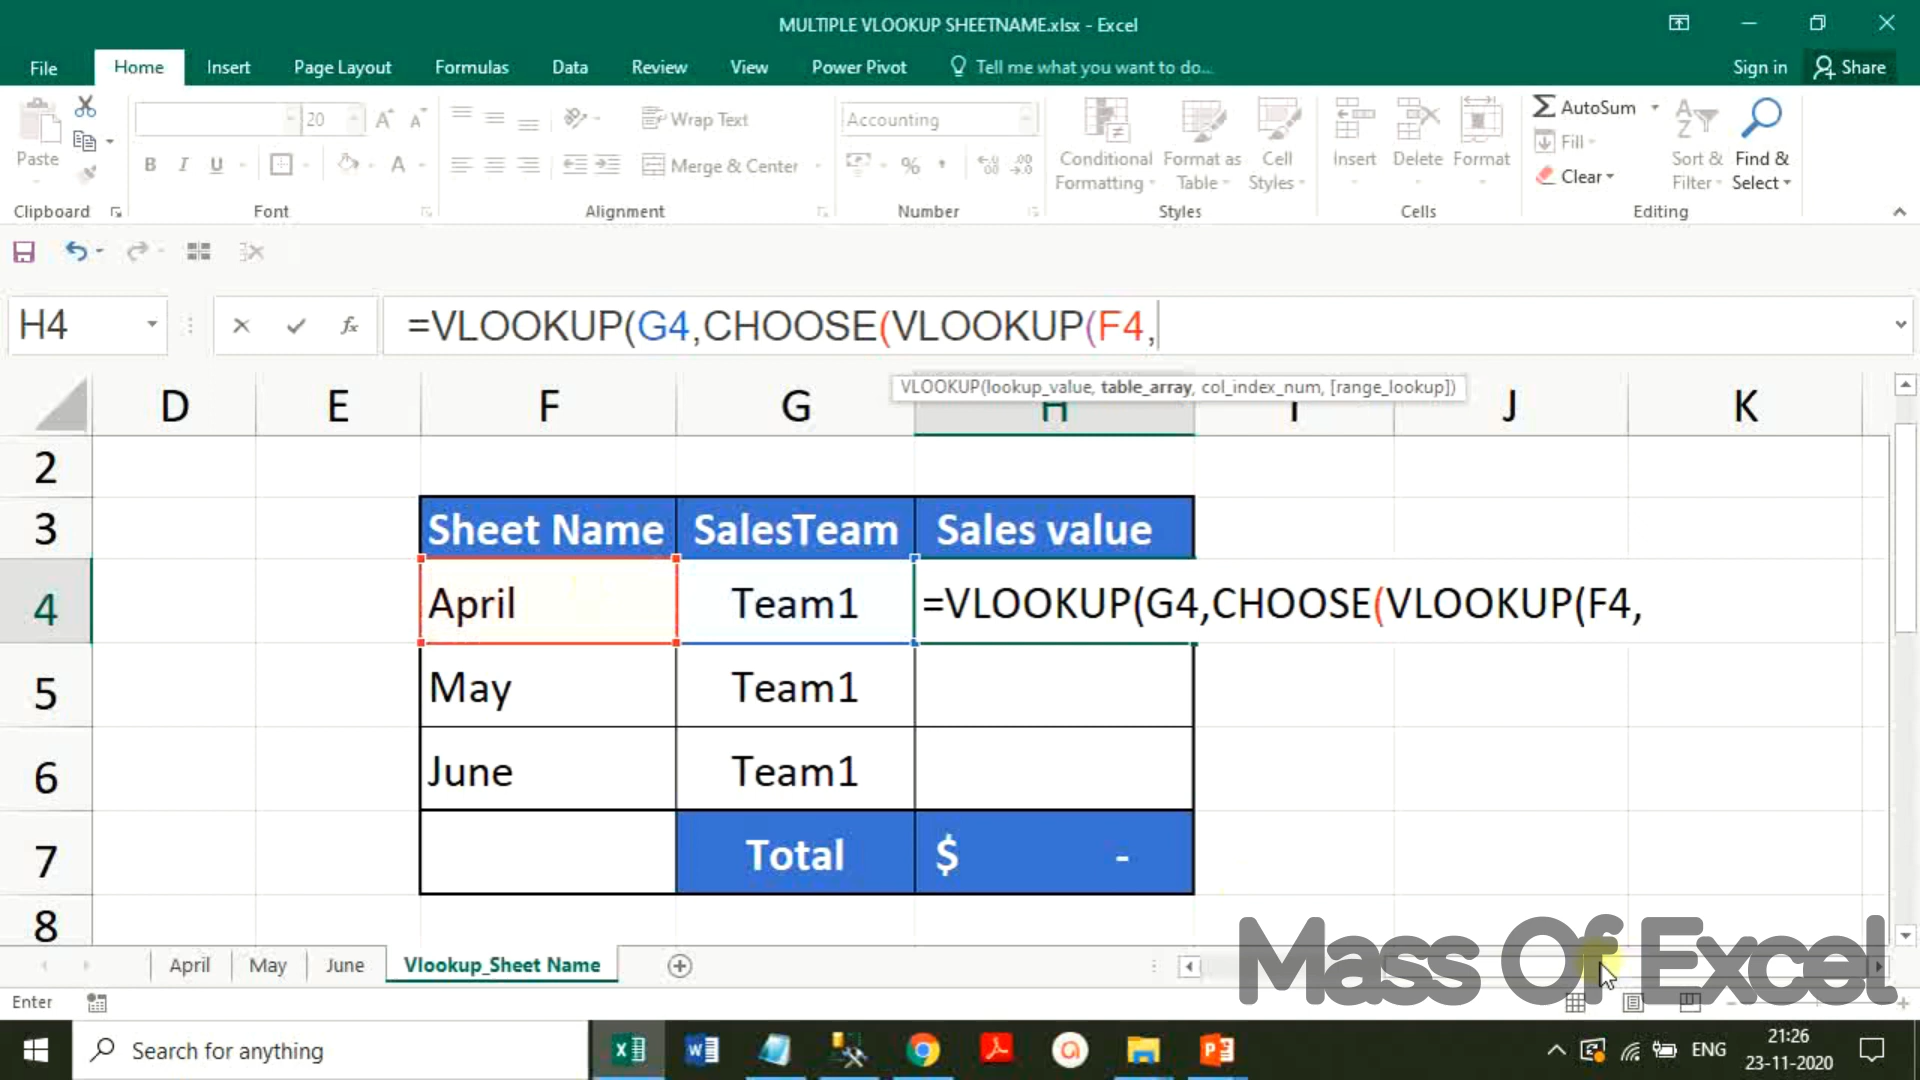 MULTIPLE VLOOKUP SHEETNAME.xlsx - Excel
File Home Insert Page Layout Formulas Data Review View Power Pivot Tell me what you want to do... Sign in Share
Paste 20 A A Wrap Text Accounting Conditional Formatting Format as Table Cell Styles Insert Delete Format AutoSum Sort & Filter Find & Select
B I U A Merge & Center % Fill
Clear
Clipboard Font Alignment Number Styles Cells Editing
H4 fx =VLOOKUP(G4,CHOOSE(VLOOKUP(F4,
VLOOKUP(lookup_value, table_array, col_index_num, [range_lookup])
D E F G H I J K
2
3 Sheet Name SalesTeam Sales value
4 April Team1 =VLOOKUP(G4,CHOOSE(VLOOKUP(F4,
5 May Team1
6 June Team1
7 Total $ -
8
Mass Of Excel
April May June Vlookup_Sheet Name
Enter
Search for anything ENG 21:26
23-11-2020